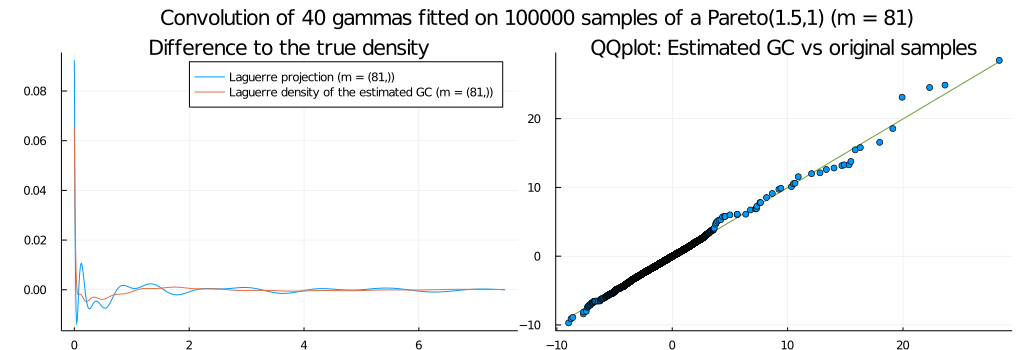 Convolution of 40 gammas fitted on 100000 samples of a Pareto(1.5,1) (m = 81)
Difference to the true density
Laguerre projection (m = (81,))
Laguerre density of the estimated GC (m = (81,))
0.08
0.06
0.04
0.02
0.00
0 2 4 6
QQplot: Estimated GC vs original samples
20
10
0
−10
−10 0 10 20